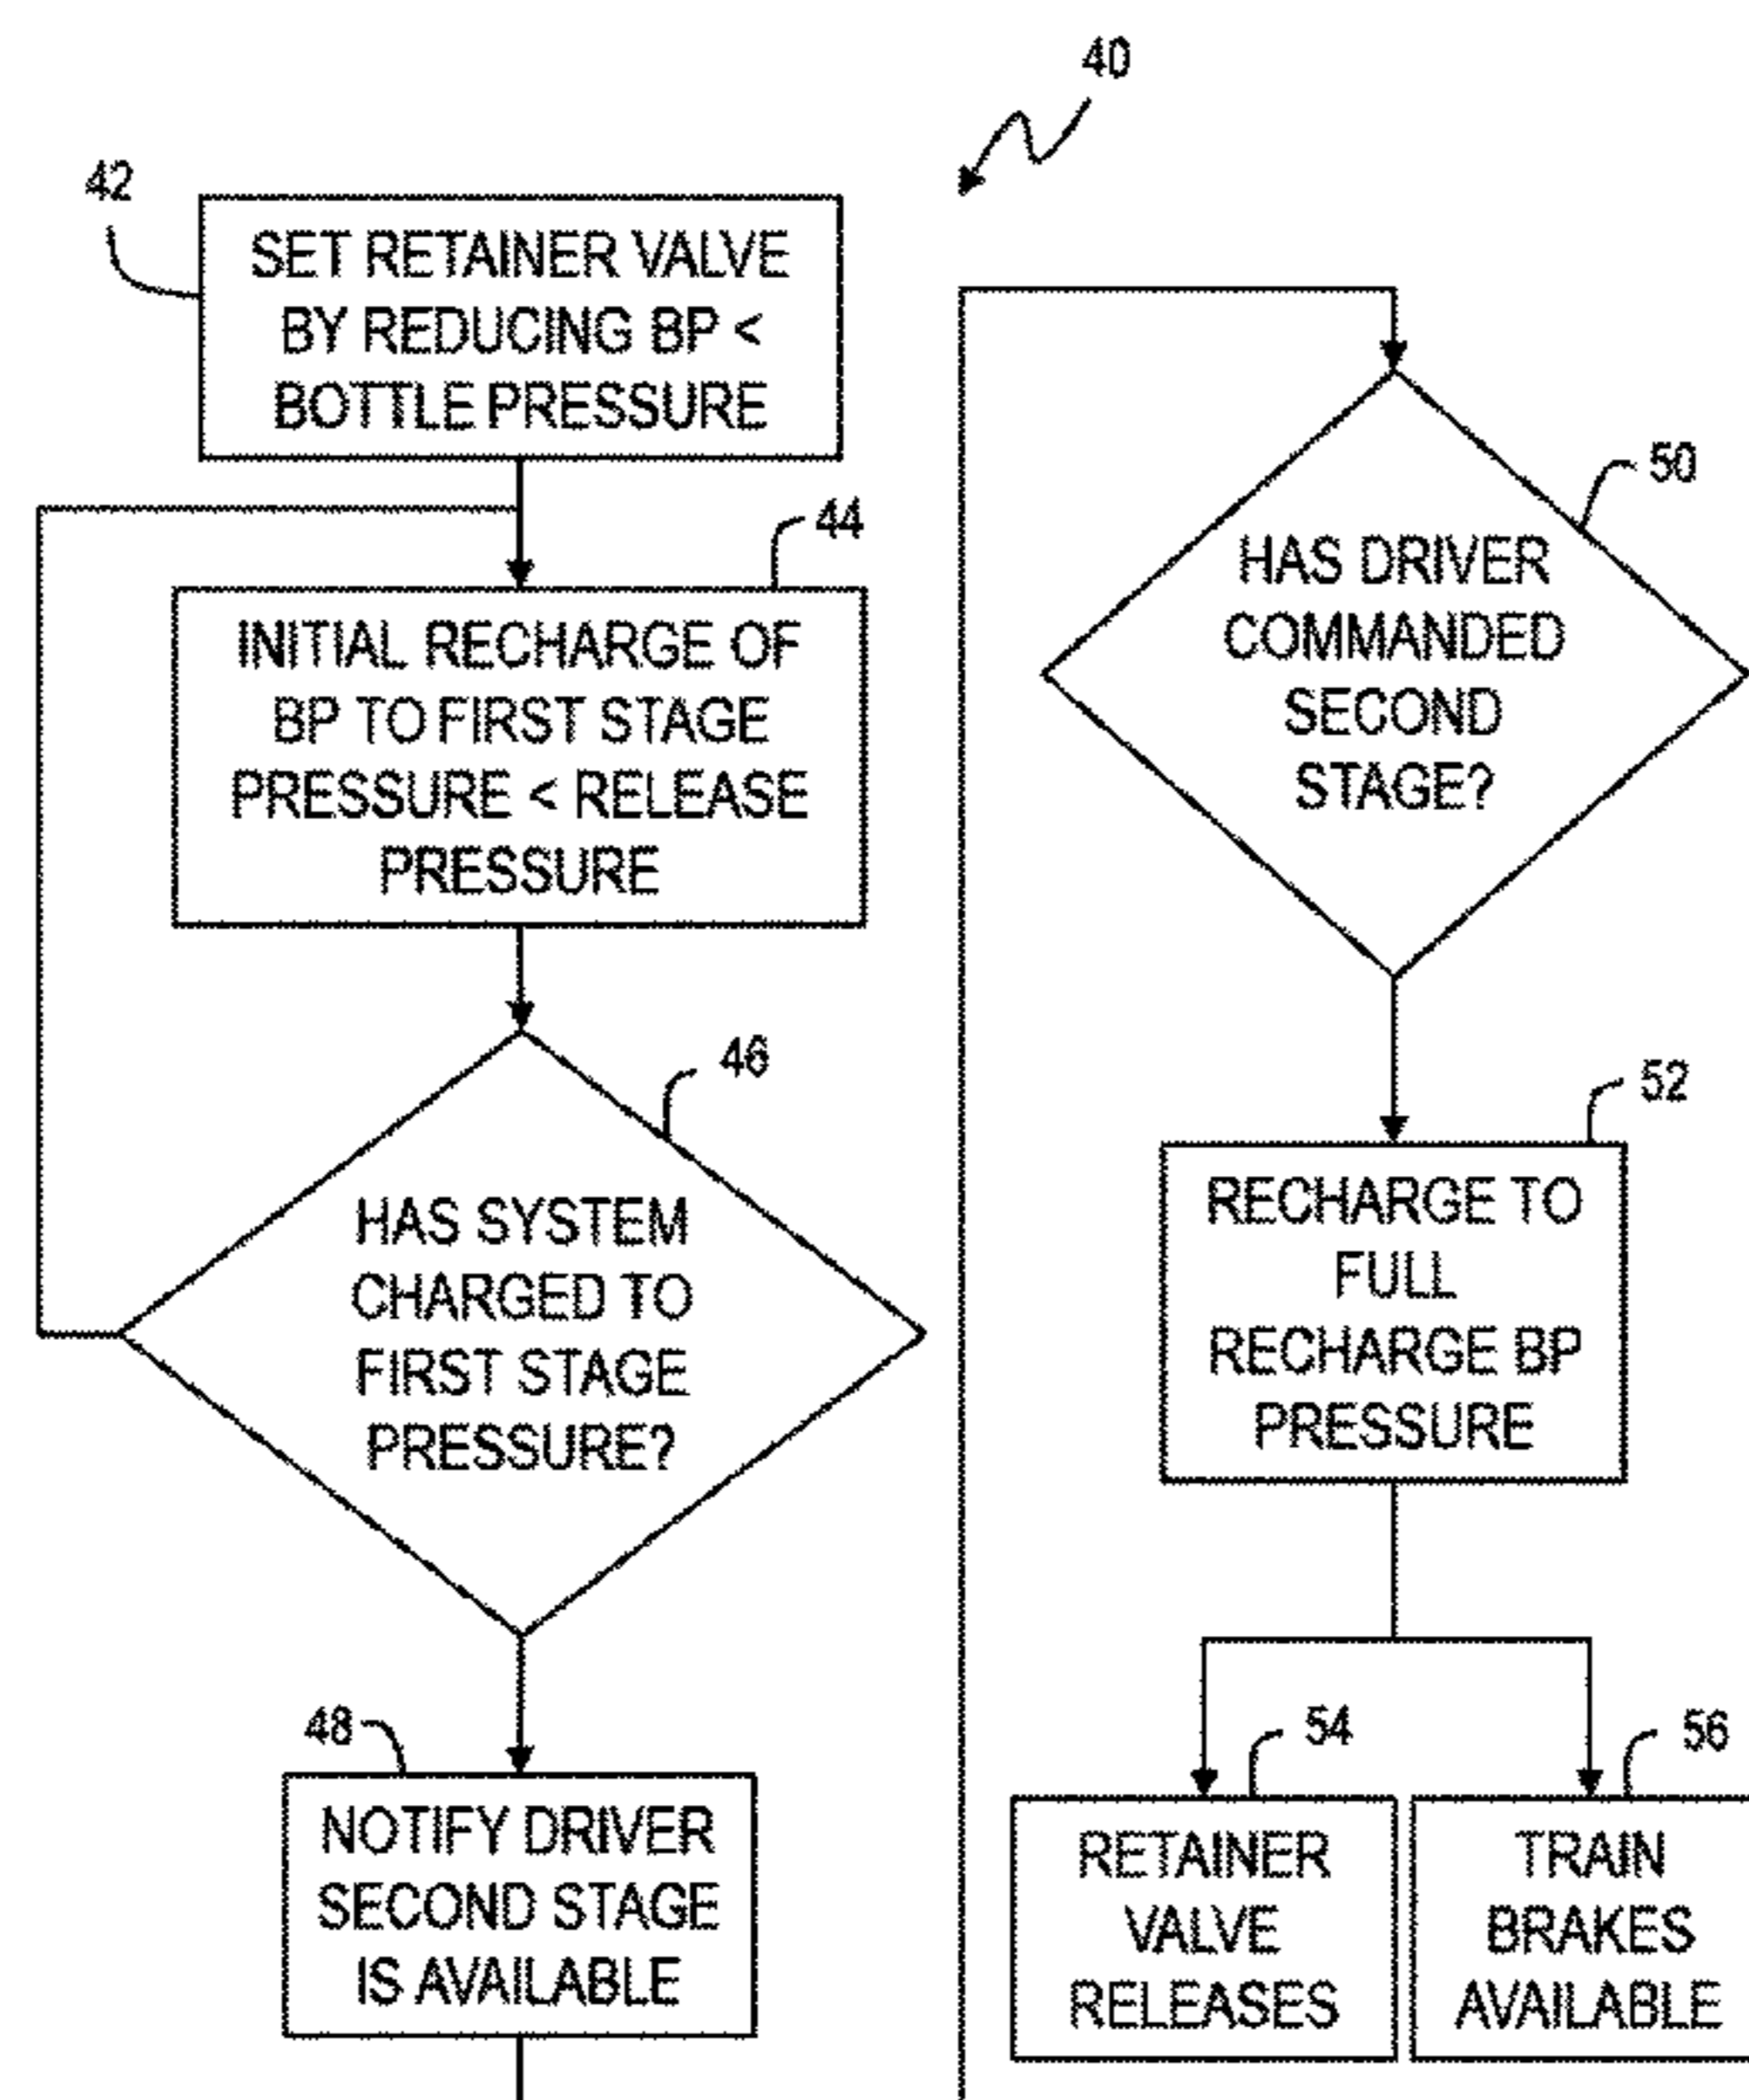 40
42
SET RETAINER VALVE
BY REDUCING BP <
BOTTLE PRESSURE
44
INITIAL RECHARGE OF
BP TO FIRST STAGE
PRESSURE < RELEASE
PRESSURE
46
HAS SYSTEM
CHARGED TO
FIRST STAGE
PRESSURE?
48
NOTIFY DRIVER
SECOND STAGE
IS AVAILABLE
50
HAS DRIVER
COMMANDED
SECOND
STAGE?
52
RECHARGE TO
FULL
RECHARGE BP
PRESSURE
54
RETAINER
VALVE
RELEASES
56
TRAIN
BRAKES
AVAILABLE